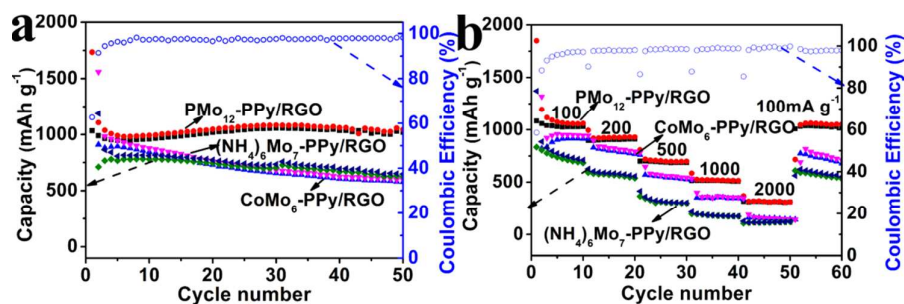 a
2000
1500
1000
500
0
Capacity (mAh g⁻¹)
PMo₁₂-PPy/RGO
(NH₄)₆Mo₇-PPy/RGO
CoMo₆-PPy/RGO
0 10 20 30 40 50
Cycle number
100
80
60
40
20
0
Coulombic Efficiency (%)
b
2000
1750
1500
1250
1000
750
500
250
0
Capacity (mAh g⁻¹)
100
PMo₁₂-PPy/RGO
200
CoMo₆-PPy/RGO
500
1000
2000
100mA g⁻¹
(NH₄)₆Mo₇-PPy/RGO
0 10 20 30 40 50 60
Cycle number
100
80
60
40
20
0
Coulombic Efficiency (%)